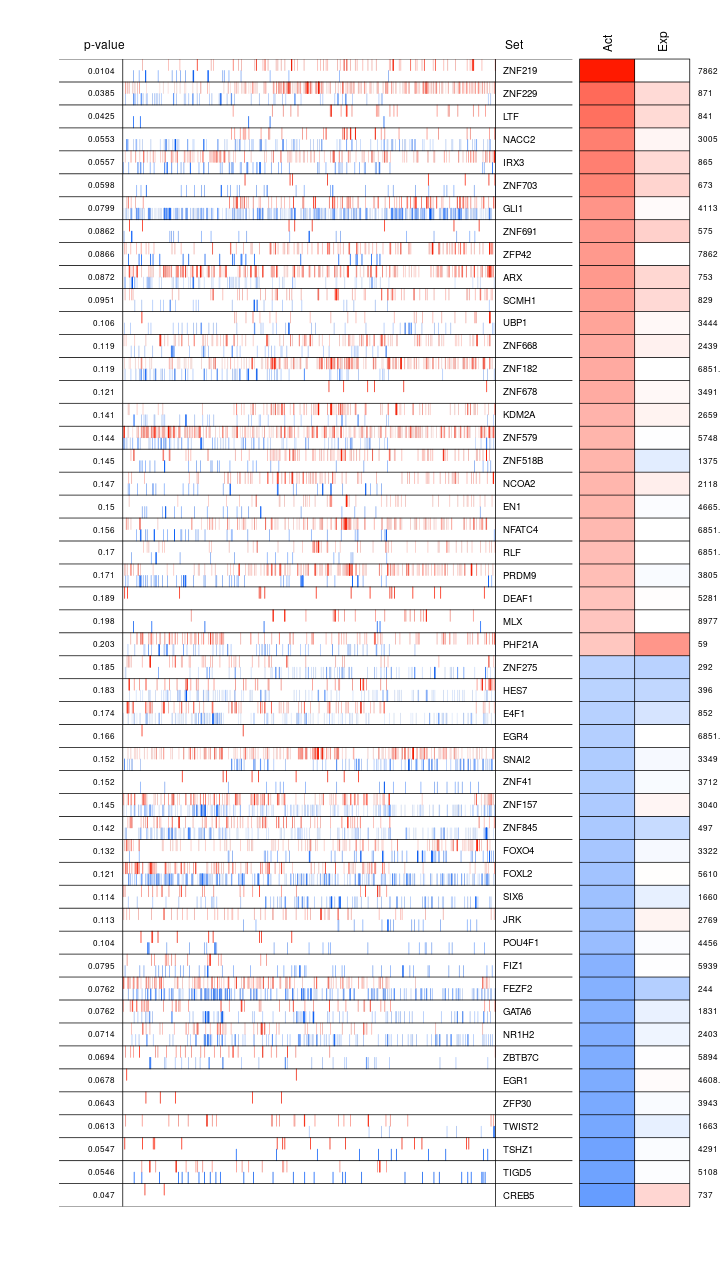 p-value Set Act Exp
0.0104 ZNF219 7862
0.0385 ZNF229 871
0.0425 LTF 841
0.0553 NACC2 3005
0.0557 IRX3 865
0.0598 ZNF703 673
0.0799 GLI1 4113
0.0862 ZNF691 575
0.0866 ZFP42 7862
0.0872 ARX 753
0.0951 SCMH1 829
0.106 UBP1 3444
0.119 ZNF668 2439
0.119 ZNF182 6851.
0.121 ZNF678 3491
0.141 KDM2A 2659
0.144 ZNF579 5748
0.145 ZNF518B 1375
0.147 NCOA2 2118
0.15 EN1 4665.
0.156 NFATC4 6851.
0.17 RLF 6851.
0.171 PRDM9 3805
0.189 DEAF1 5281
0.198 MLX 8977
0.203 PHF21A 59
0.185 ZNF275 292
0.183 HES7 396
0.174 E4F1 852
0.166 EGR4 6851.
0.152 SNAI2 3349
0.152 ZNF41 3712
0.145 ZNF157 3040
0.142 ZNF845 497
0.132 FOXO4 3322
0.121 FOXL2 5610
0.114 SIX6 1660
0.113 JRK 2769
0.104 POU4F1 4456
0.0795 FIZ1 5939
0.0762 FEZF2 244
0.0762 GATA6 1831
0.0714 NR1H2 2403
0.0694 ZBTB7C 5894
0.0678 EGR1 4608.
0.0643 ZFP30 3943
0.0613 TWIST2 1663
0.0547 TSHZ1 4291
0.0546 TIGD5 5108
0.047 CREB5 737